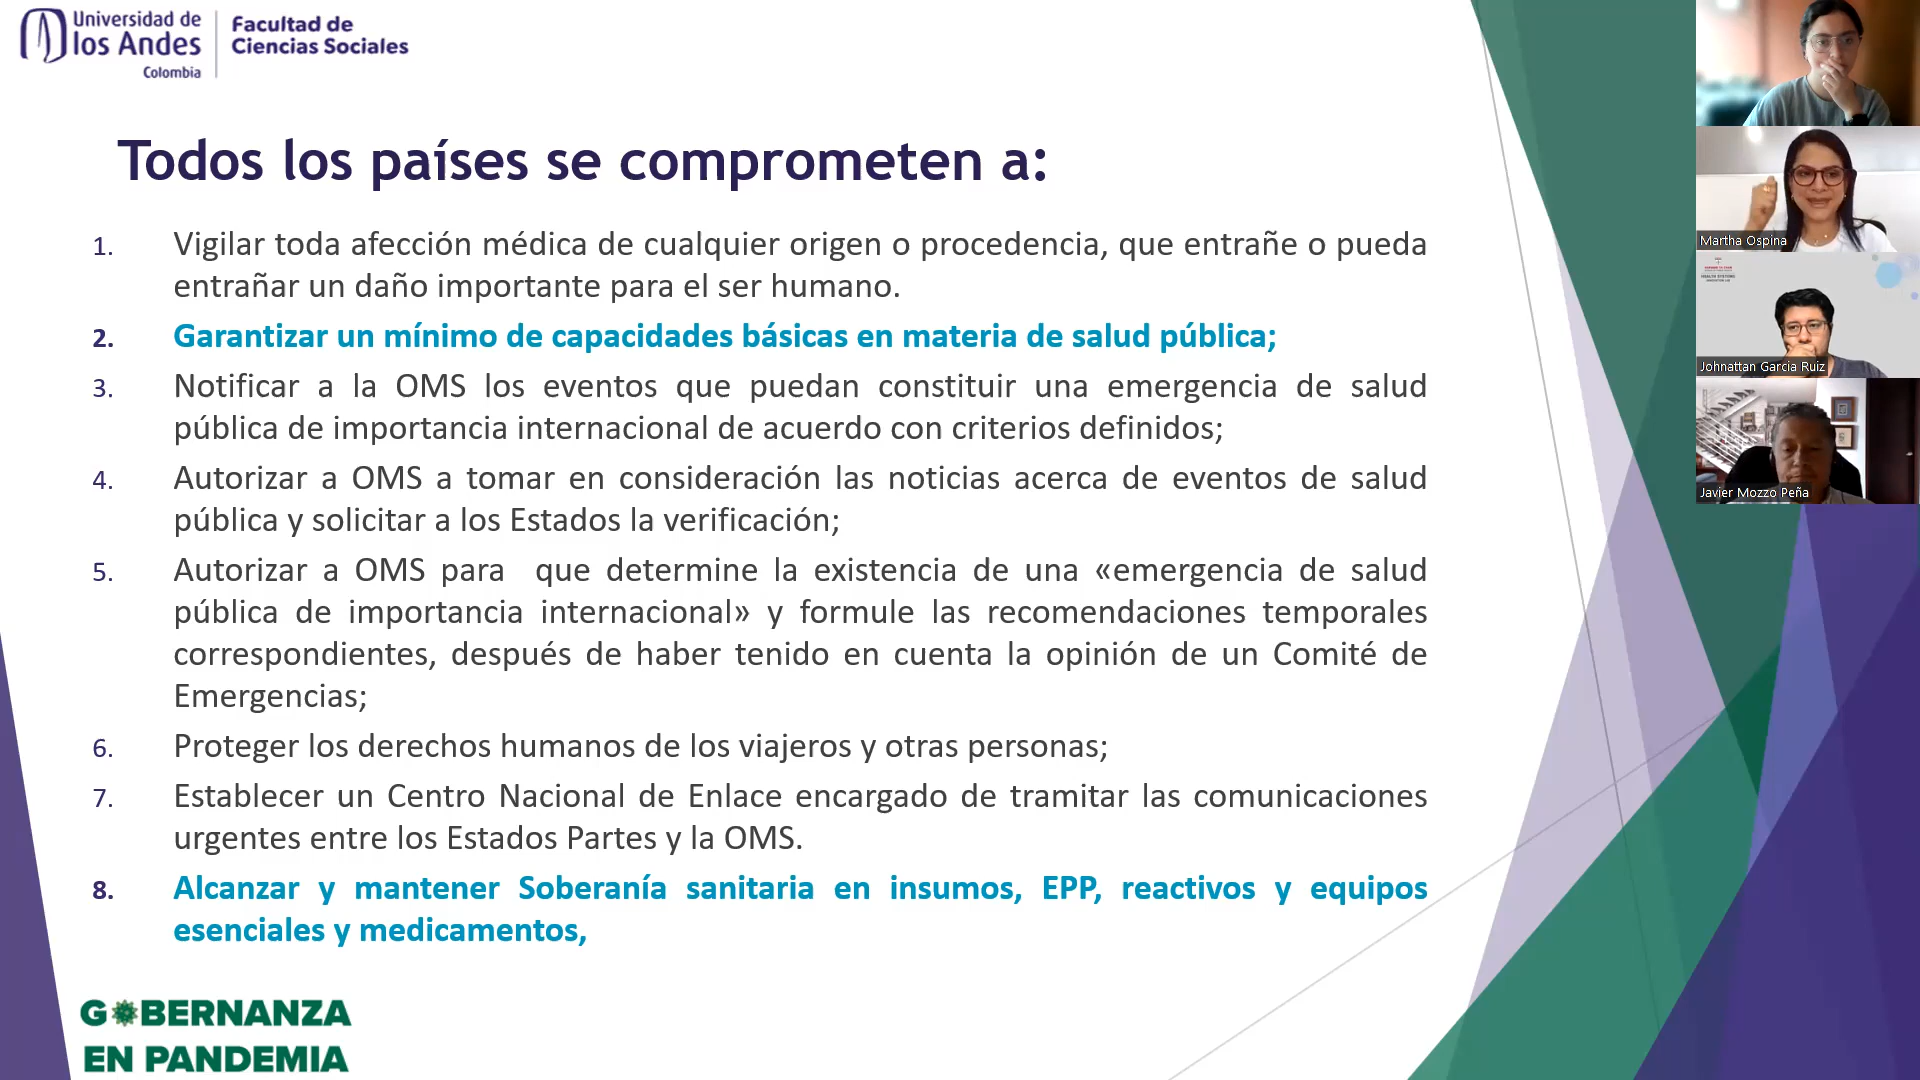 Universidad de
los Andes
Colombia
Facultad de
Ciencias Sociales
Todos los países se comprometen a:
1. Vigilar toda afección médica de cualquier origen o procedencia, que entrañe o pueda
entrañar un daño importante para el ser humano.
2. Garantizar un mínimo de capacidades básicas en materia de salud pública;
3. Notificar a la OMS los eventos que puedan constituir una emergencia de salud
pública de importancia internacional de acuerdo con criterios definidos;
4. Autorizar a OMS a tomar en consideración las noticias acerca de eventos de salud
pública y solicitar a los Estados la verificación;
5. Autorizar a OMS para que determine la existencia de una «emergencia de salud
pública de importancia internacional» y formule las recomendaciones temporales
correspondientes, después de haber tenido en cuenta la opinión de un Comité de
Emergencias;
6. Proteger los derechos humanos de los viajeros y otras personas;
7. Establecer un Centro Nacional de Enlace encargado de tramitar las comunicaciones
urgentes entre los Estados Partes y la OMS.
8. Alcanzar y mantener Soberanía sanitaria en insumos, EPP, reactivos y equipos
esenciales y medicamentos,
GOBERNANZA
EN PANDEMIA
Martha Ospina
Johnattan Garcia Ruiz
Javier Mozzo Peña